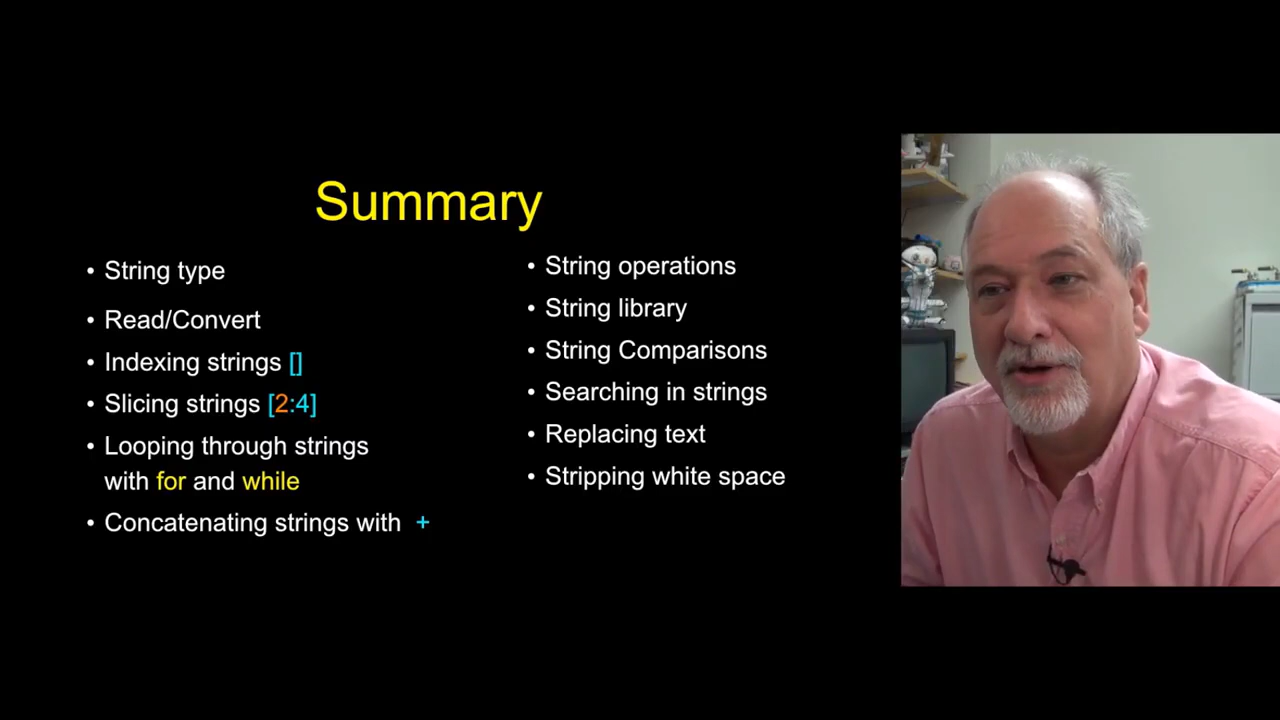 Summary
• String type
• Read/Convert
• Indexing strings []
• Slicing strings [2:4]
• Looping through strings
with for and while
• Concatenating strings with +
• String operations
• String library
• String Comparisons
• Searching in strings
• Replacing text
• Stripping white space